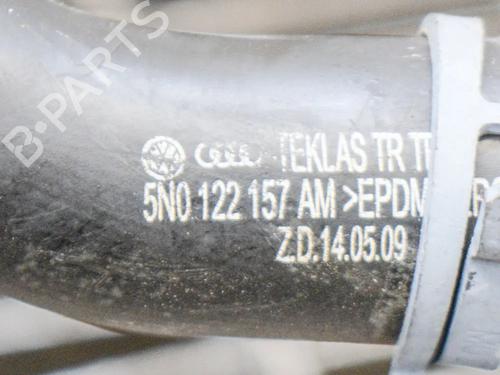 B-PARTS
TEKLAS TR
5N0 122 157 AM >EPDM
Z.D.14.05.09